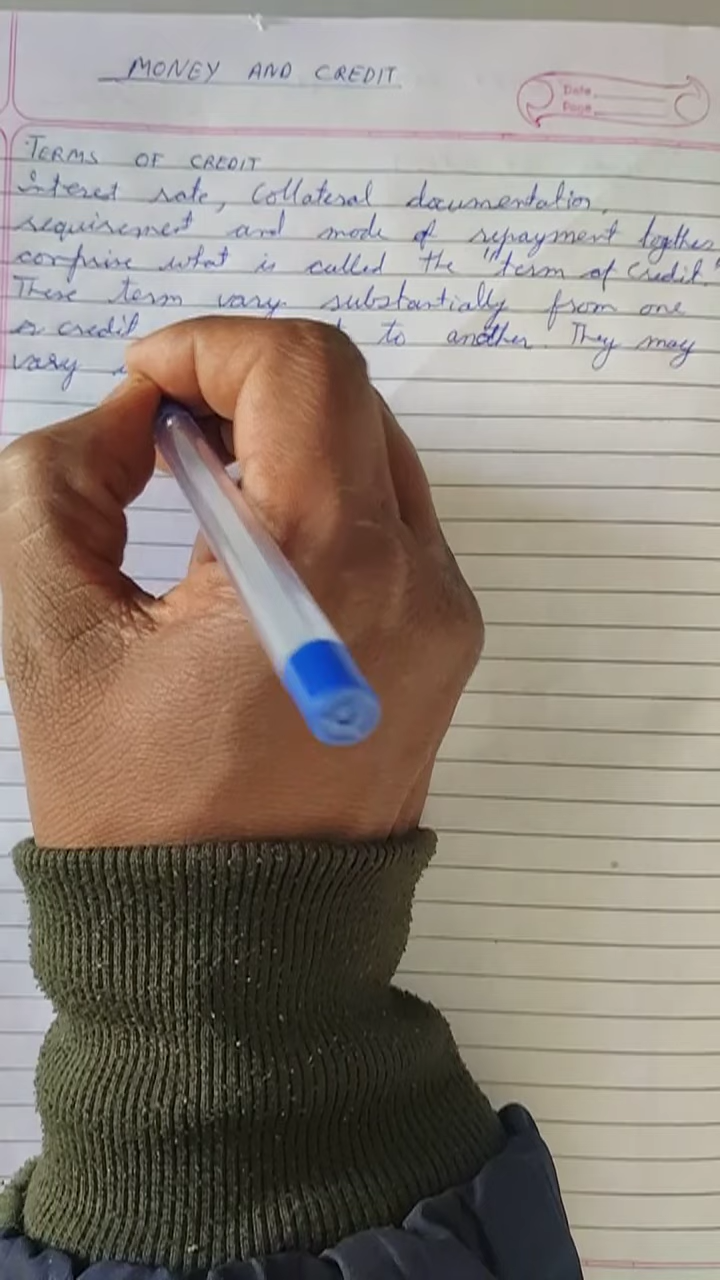 MONEY AND CREDIT
Date
Page
TERMS OF CREDIT
Interest rate, Collateral documentation,
requirement and mode of repayment together
comprise what is called the "term of Credit."
These term vary substantially from one
credit to another. They may
vary